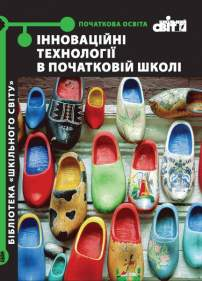 ПОЧАТКОВА ОСВІТА
ІННОВАЦІЙНІ
ТЕХНОЛОГІЇ
В ПОЧАТКОВІЙ ШКОЛІ
БІБЛІОТЕКА «ШКІЛЬНОГО СВІТУ»